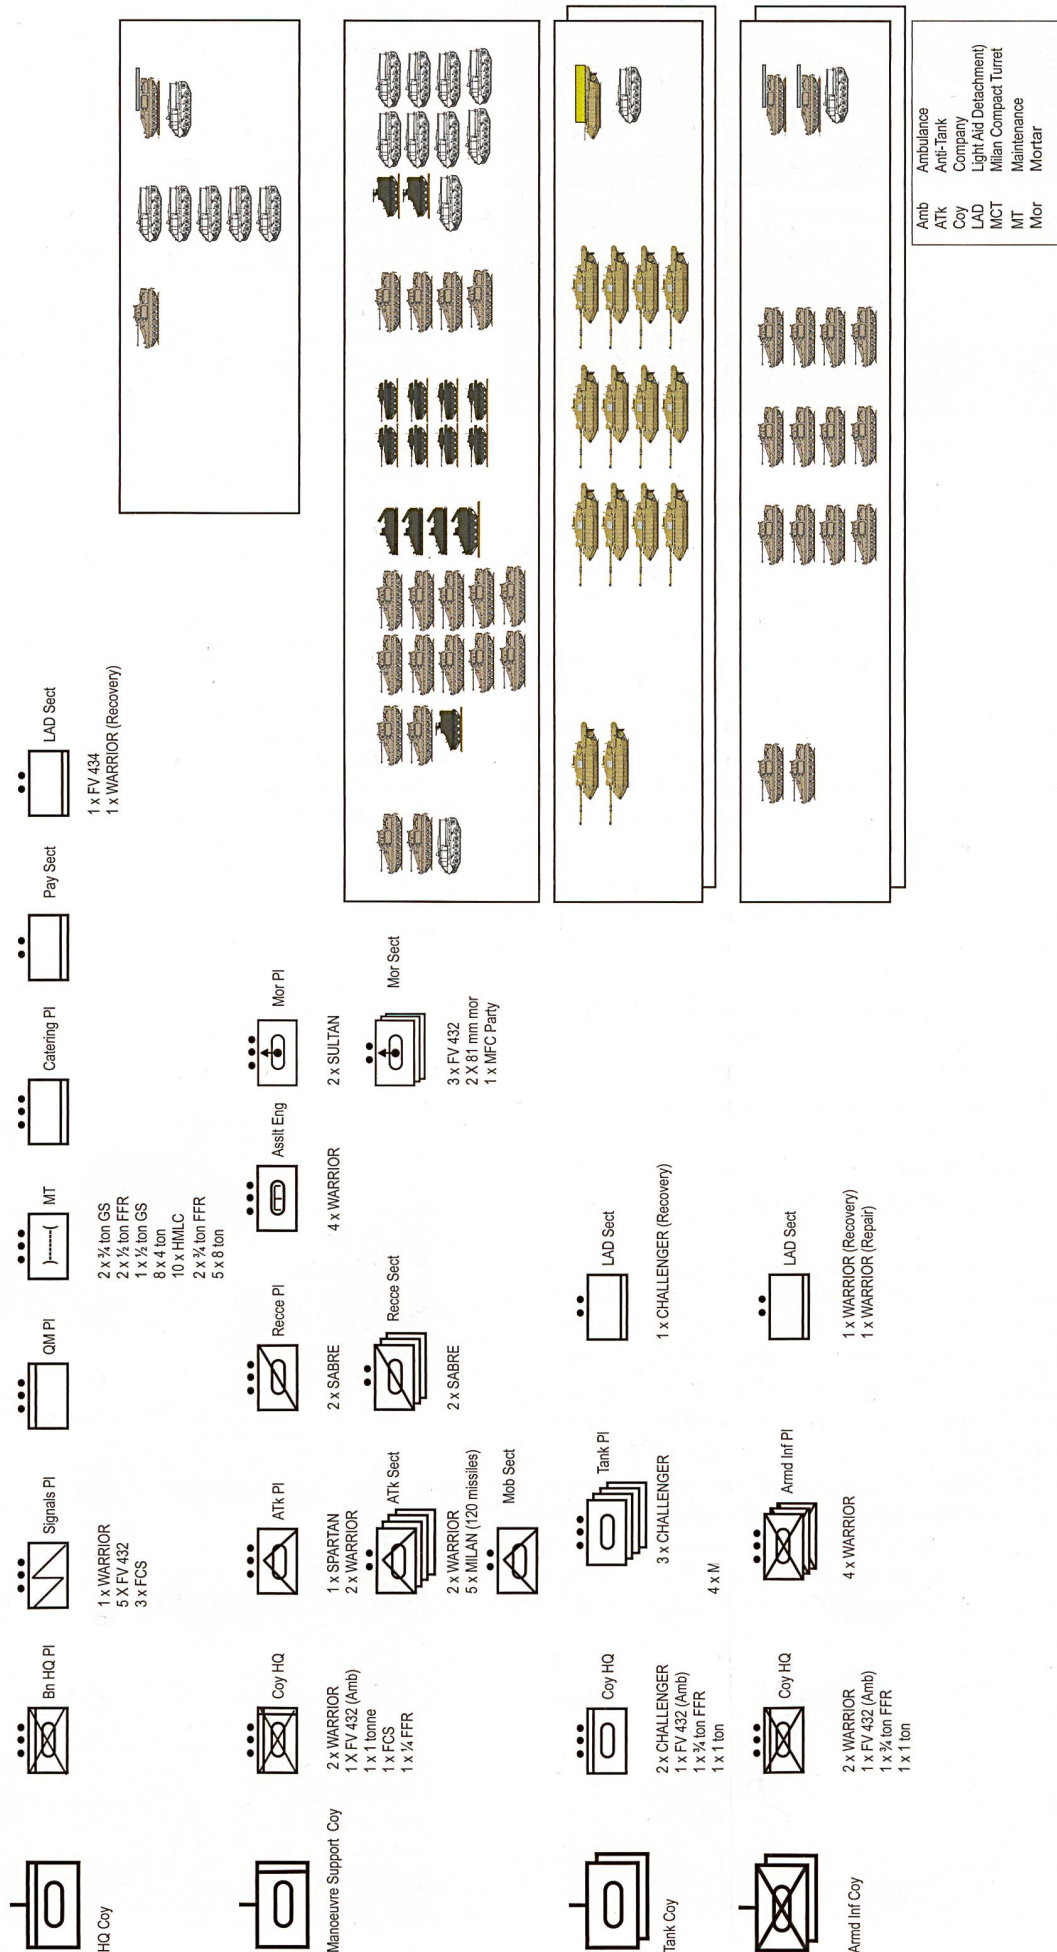 HQ Coy
Bn HQ Pl
Signals Pl
1 x WARRIOR
5 X FV 432
3 x FCS
QM Pl
MT
2 x ¾ ton GS
2 x ½ ton FFR
1 x ½ ton GS
8 x 4 ton
10 x HMLC
2 x ¾ ton FFR
5 x 8 ton
Catering Pl
Pay Sect
LAD Sect
1 x FV 434
1 x WARRIOR (Recovery)
Manoeuvre Support Coy
Coy HQ
2 x WARRIOR
1 X FV 432 (Amb)
1 x 1 tonne
1 x FCS
1 x ¼ FFR
ATk Pl
1 x SPARTAN
2 x WARRIOR
ATk Sect
2 x WARRIOR
5 x MILAN (120 missiles)
Mob Sect
Recce Pl
2 x SABRE
Recce Sect
2 x SABRE
Asslt Eng
4 x WARRIOR
Mor Pl
2 x SULTAN
Mor Sect
3 x FV 432
2 X 81 mm mor
1 x MFC Party
Tank Coy
Coy HQ
2 x CHALLENGER
1 x FV 432 (Amb)
1 x ¾ ton FFR
1 x 1 ton
Tank Pl
3 x CHALLENGER
4 x M
LAD Sect
1 x CHALLENGER (Recovery)
Armd Inf Coy
Coy HQ
2 x WARRIOR
1 x FV 432 (Amb)
1 x ¾ ton FFR
1 x 1 ton
Armd Inf Pl
4 x WARRIOR
LAD Sect
1 x WARRIOR (Recovery)
1 x WARRIOR (Repair)
Amb Ambulance
ATk Anti-Tank
Coy Company
LAD Light Aid Detachment)
MCT Milan Compact Turret
MT Maintenance
Mor Mortar